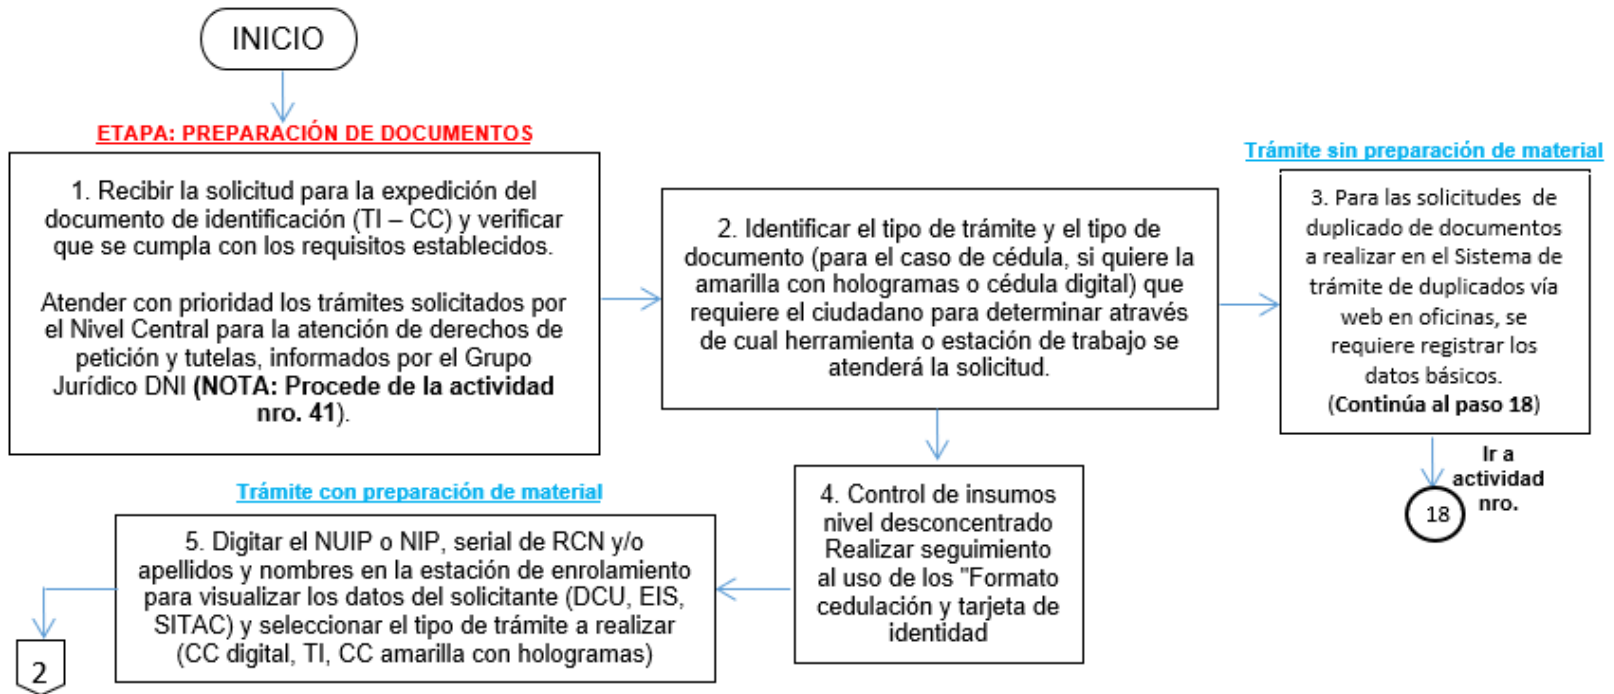 INICIO
ETAPA: PREPARACIÓN DE DOCUMENTOS
1. Recibir la solicitud para la expedición del
documento de identificación (TI – CC) y verificar
que se cumpla con los requisitos establecidos.
Atender con prioridad los trámites solicitados por
el Nivel Central para la atención de derechos de
petición y tutelas, informados por el Grupo
Jurídico DNI (NOTA: Procede de la actividad
nro. 41).
2. Identificar el tipo de trámite y el tipo de
documento (para el caso de cédula, si quiere la
amarilla con hologramas o cédula digital) que
requiere el ciudadano para determinar através
de cual herramienta o estación de trabajo se
atenderá la solicitud.
Trámite sin preparación de material
3. Para las solicitudes de
duplicado de documentos
a realizar en el Sistema de
trámite de duplicados vía
web en oficinas, se
requiere registrar los
datos básicos.
(Continúa al paso 18)
Ir a
actividad
nro.
18
4. Control de insumos
nivel desconcentrado
Realizar seguimiento
al uso de los "Formato
cedulación y tarjeta de
identidad
Trámite con preparación de material
5. Digitar el NUIP o NIP, serial de RCN y/o
apellidos y nombres en la estación de enrolamiento
para visualizar los datos del solicitante (DCU, EIS,
SITAC) y seleccionar el tipo de trámite a realizar
(CC digital, TI, CC amarilla con hologramas)
2